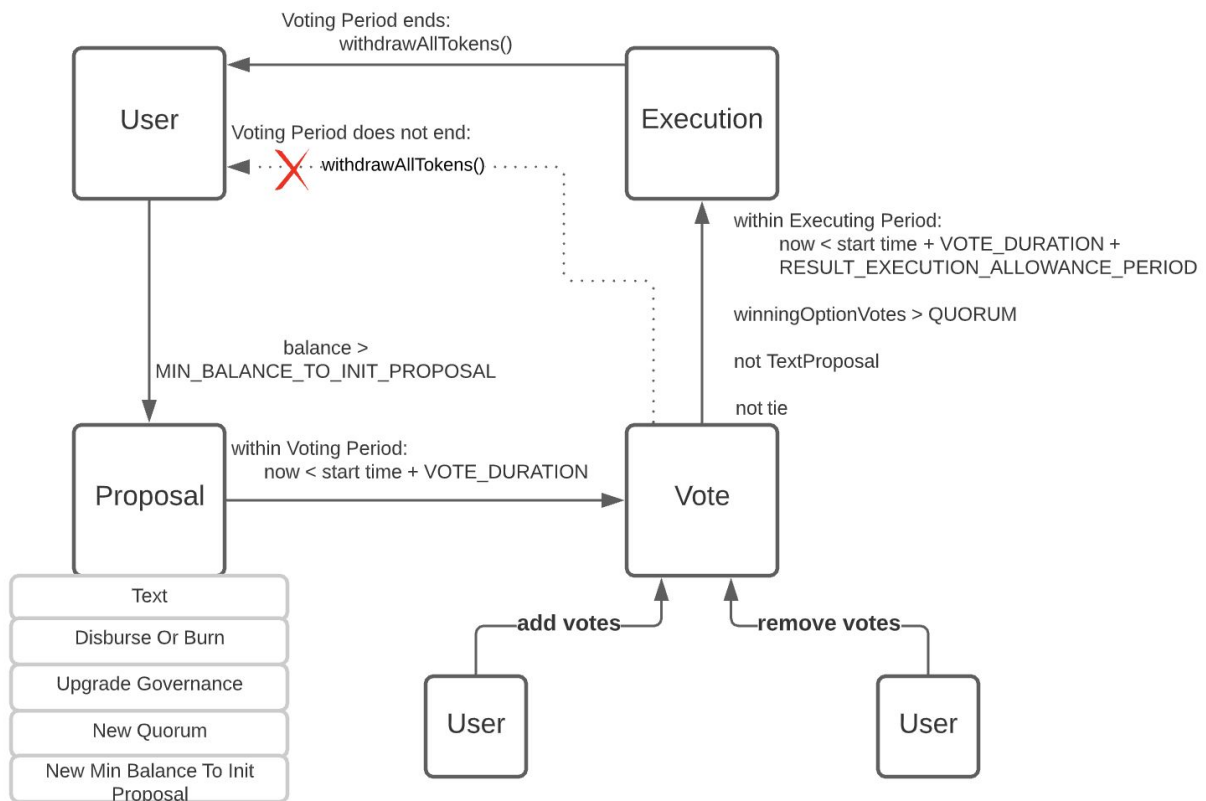 Voting Period ends:
withdrawAllTokens()
User
Execution
Voting Period does not end:
withdrawAllTokens()
within Executing Period:
now < start time + VOTE_DURATION +
RESULT_EXECUTION_ALLOWANCE_PERIOD
winningOptionVotes > QUORUM
not TextProposal
not tie
balance >
MIN_BALANCE_TO_INIT_PROPOSAL
within Voting Period:
now < start time + VOTE_DURATION
Proposal
Vote
Text
Disburse Or Burn
Upgrade Governance
New Quorum
New Min Balance To Init
Proposal
add votes
remove votes
User
User